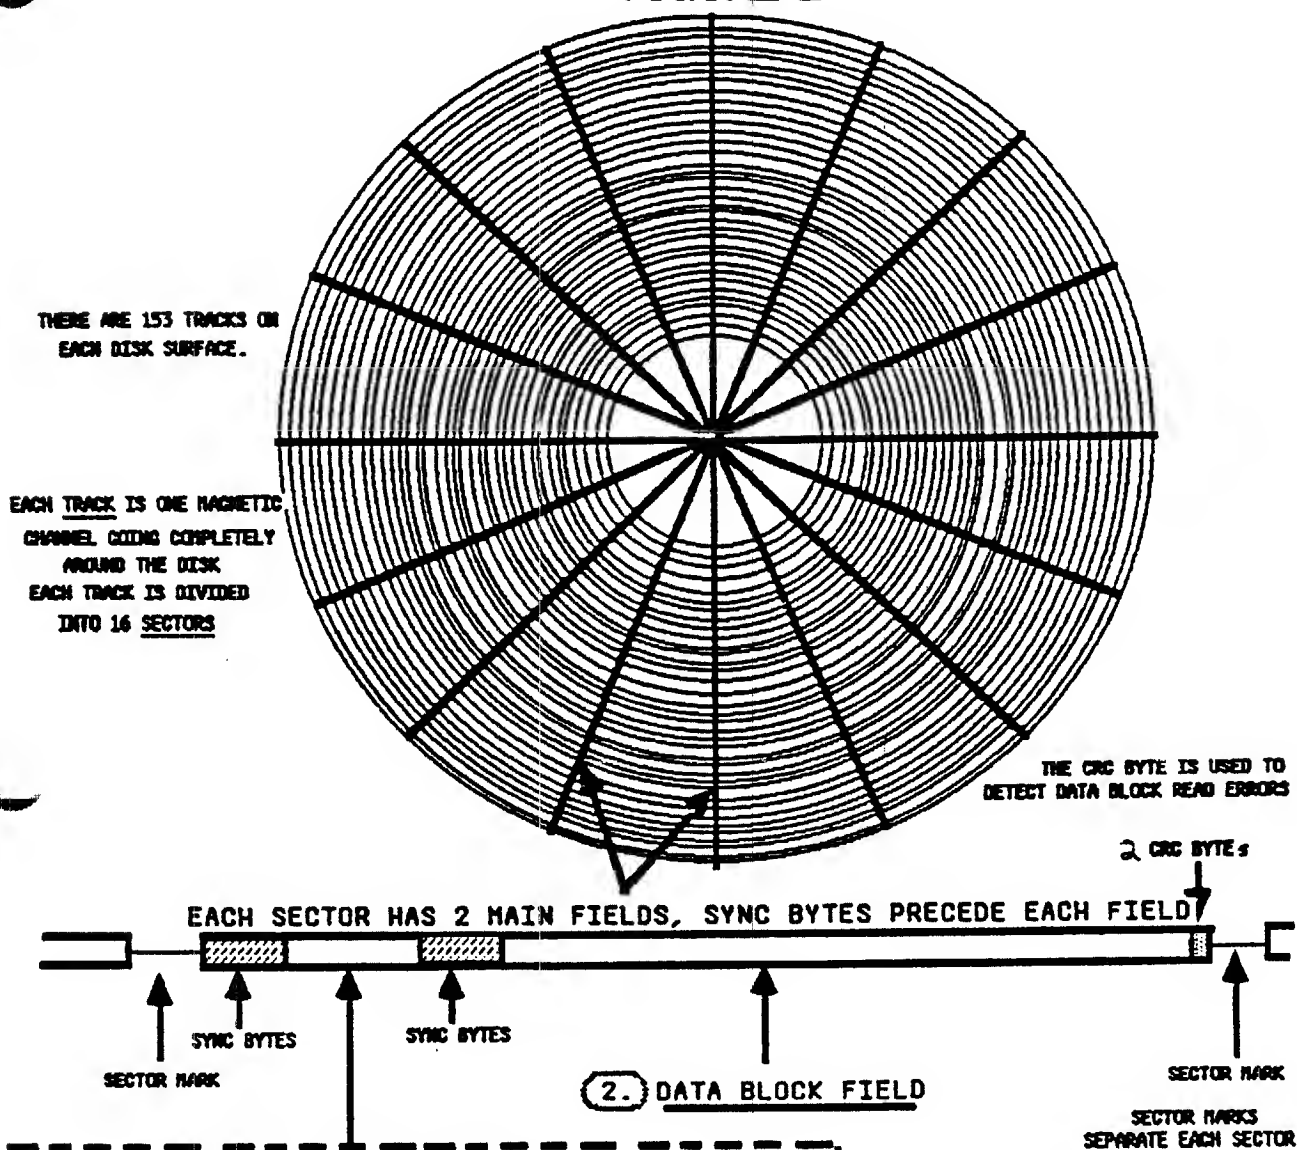 THERE ARE 153 TRACKS ON
EACH DISK SURFACE.
EACH TRACK IS ONE MAGNETIC
CHANNEL GOING COMPLETELY
AROUND THE DISK
EACH TRACK IS DIVIDED
INTO 16 SECTORS
THE CRC BYTE IS USED TO
DETECT DATA BLOCK READ ERRORS
2 CRC BYTEs
EACH SECTOR HAS 2 MAIN FIELDS, SYNC BYTES PRECEDE EACH FIELD
SYNC BYTES
SYNC BYTES
SECTOR MARK
2. DATA BLOCK FIELD
SECTOR MARK
SECTOR MARKS
SEPARATE EACH SECTOR